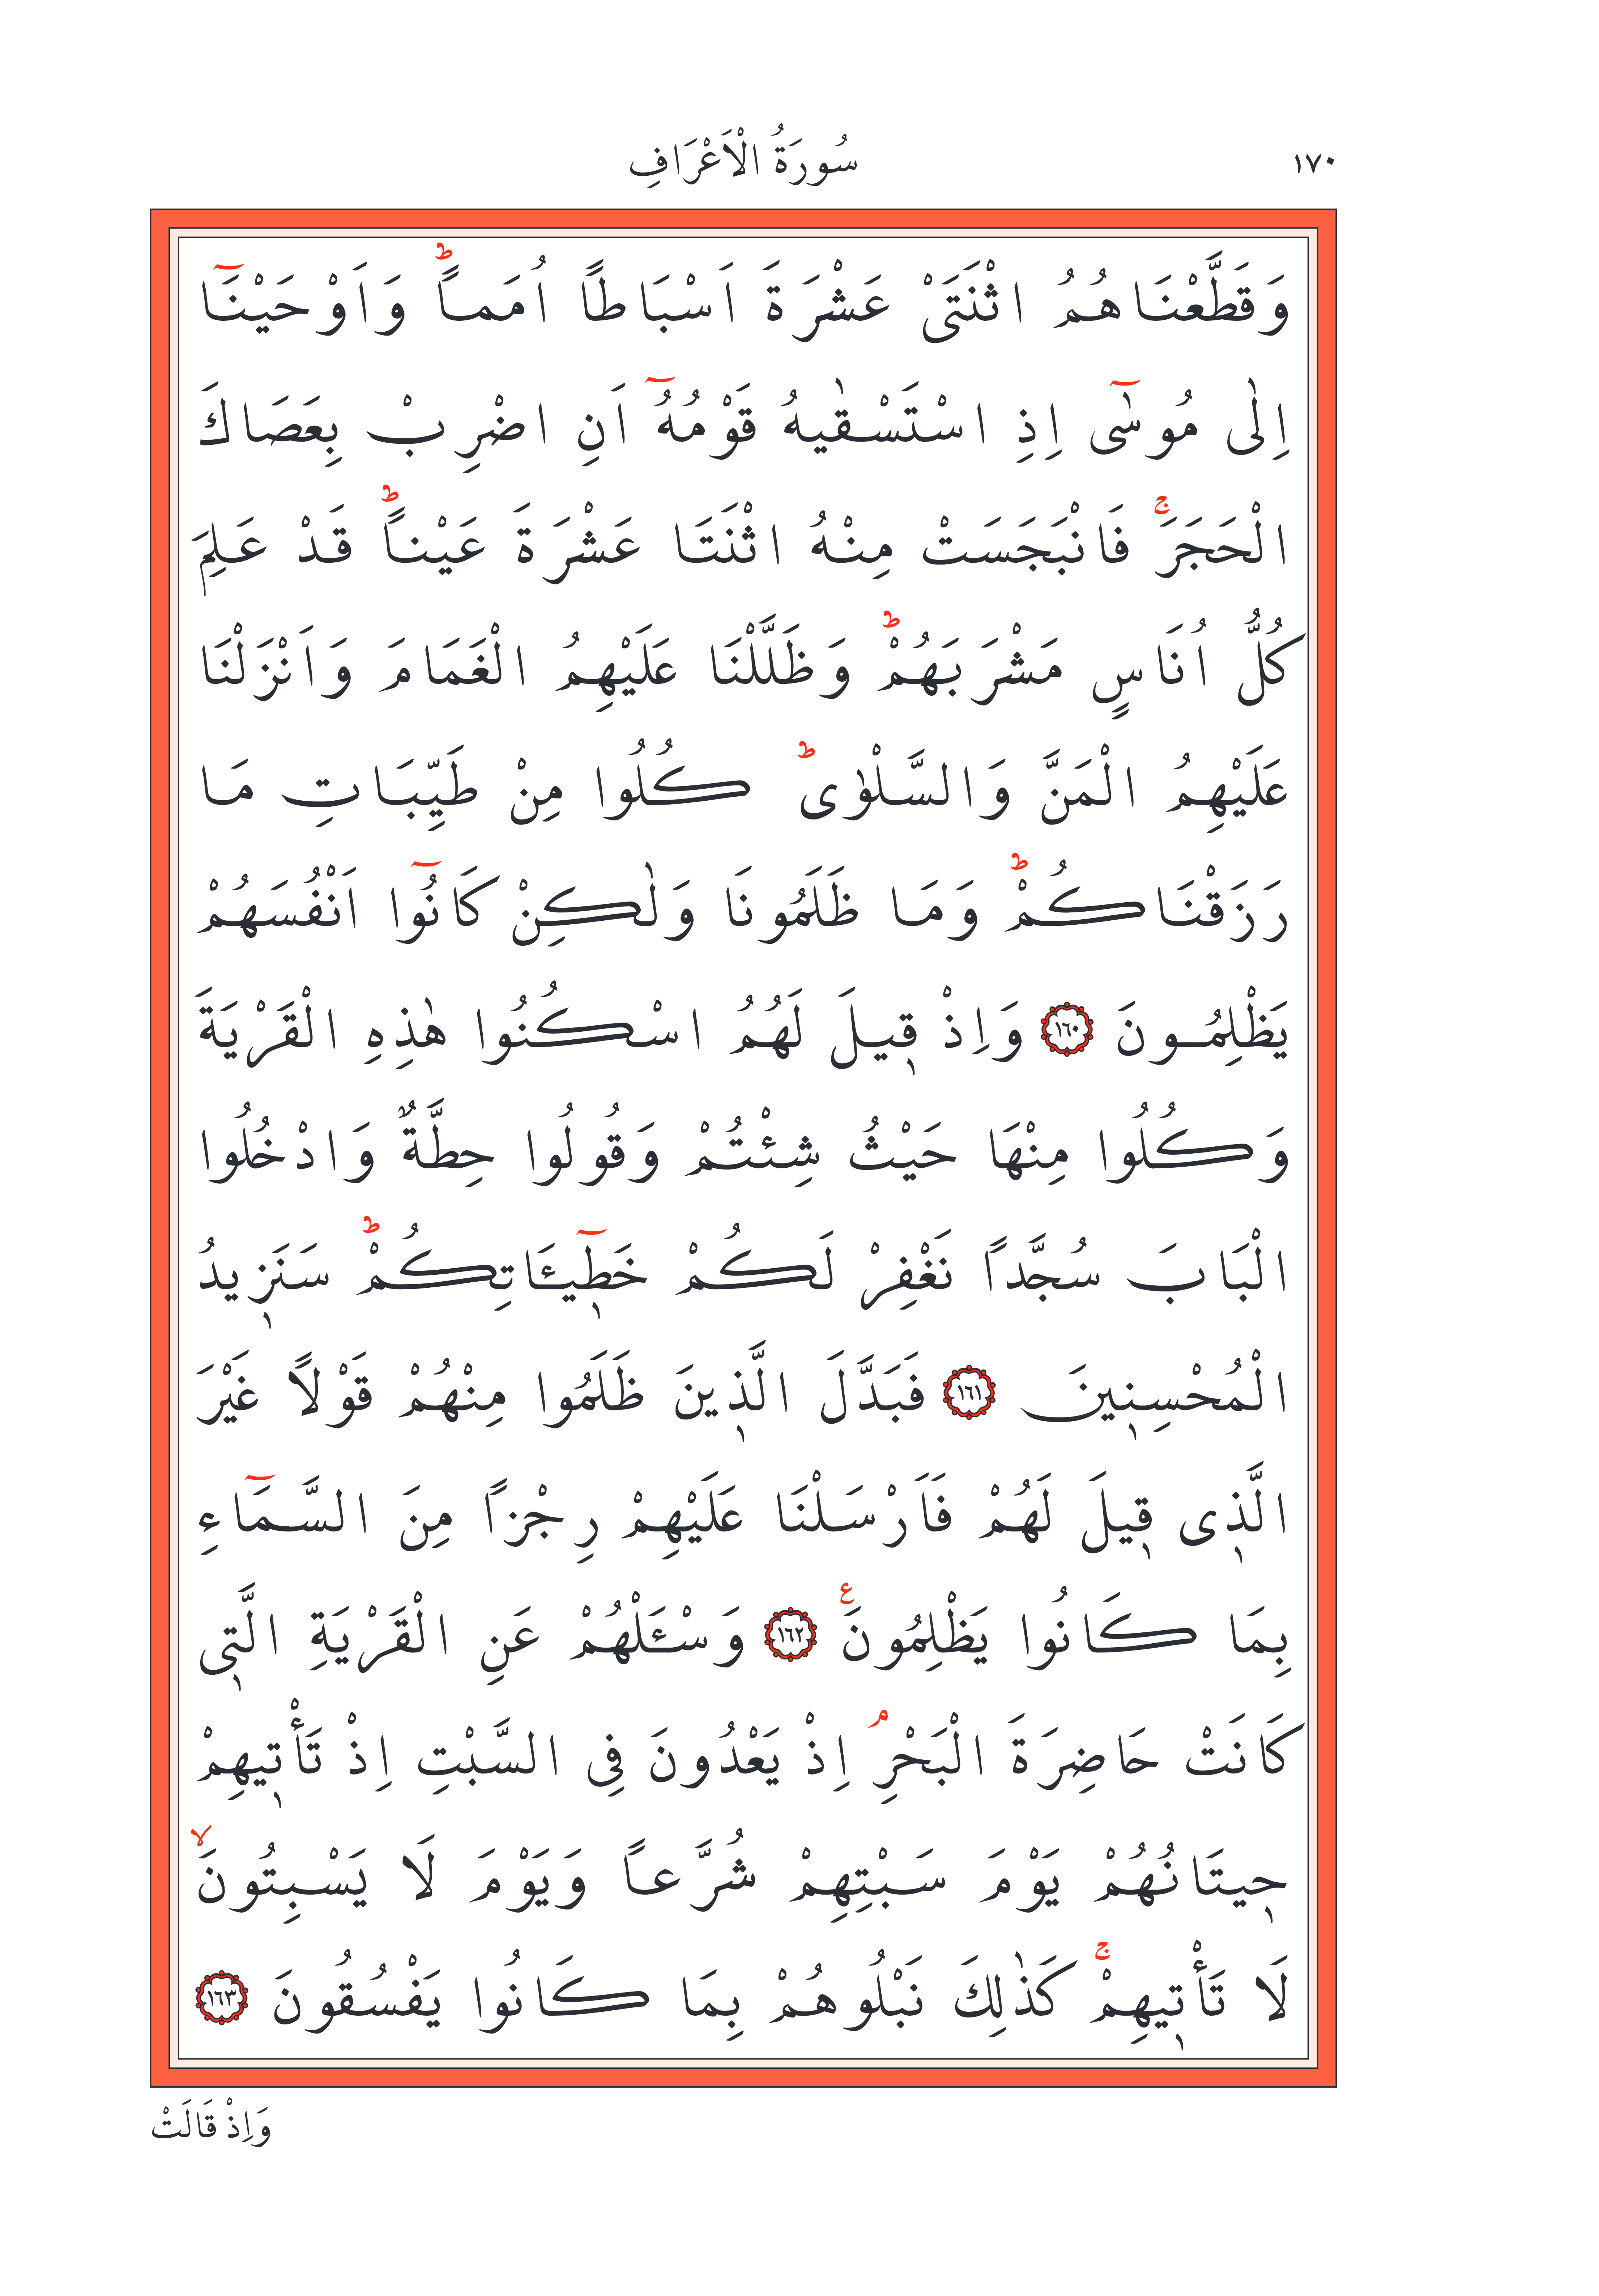 ١٧٠
سُورَةُ الْاَعْرَافِ
وَقَطَّعْنَاهُمُ اثْنَتَىْ عَشْرَةَ اَسْبَاطًا اُمَمًاۜ وَاَوْحَيْنَٓا
اِلٰى مُوسٰٓى اِذِ اسْتَسْقٰيهُ قَوْمُهُٓ اَنِ اضْرِبْ بِعَصَاكَ
الْحَجَرَۚ فَانْبَجَسَتْ مِنْهُ اثْنَتَا عَشْرَةَ عَيْنًاؕ قَدْ عَلِمَ
كُلُّ اُنَاسٍ مَشْرَبَهُمْؕ وَظَلَّلْنَا عَلَيْهِمُ الْغَمَامَ وَاَنْزَلْنَا
عَلَيْهِمُ الْمَنَّ وَالسَّلْوٰىؕ كُلُوا مِنْ طَيِّبَاتِ مَا
رَزَقْنَاكُمْؕ وَمَا ظَلَمُونَا وَلٰكِنْ كَانُٓوا اَنْفُسَهُمْ
يَظْلِمُونَ ١٦٠ وَاِذْ قٖيلَ لَهُمُ اسْكُنُوا هٰذِهِ الْقَرْيَةَ
وَكُلُوا مِنْهَا حَيْثُ شِئْتُمْ وَقُولُوا حِطَّةٌ وَادْخُلُوا
الْبَابَ سُجَّدًا نَغْفِرْ لَكُمْ خَطٖٓيـَٔاتِكُمْؕ سَنَزٖيدُ
الْمُحْسِنٖينَ ١٦١ فَبَدَّلَ الَّذٖينَ ظَلَمُوا مِنْهُمْ قَوْلًا غَيْرَ
الَّذٖى قٖيلَ لَهُمْ فَاَرْسَلْنَا عَلَيْهِمْ رِجْزًا مِنَ السَّمَٓاءِ
بِمَا كَانُوا يَظْلِمُونَࣖ ١٦٢ وَسْـَٔلْهُمْ عَنِ الْقَرْيَةِ الَّتٖى
كَانَتْ حَاضِرَةَ الْبَحْرِۘ اِذْ يَعْدُونَ فِى السَّبْتِ اِذْ تَأْتٖيهِمْ
حٖيتَانُهُمْ يَوْمَ سَبْتِهِمْ شُرَّعًا وَيَوْمَ لَا يَسْبِتُونَۙ
لَا تَأْتٖيهِمْۚ كَذٰلِكَ نَبْلُوهُمْ بِمَا كَانُوا يَفْسُقُونَ ١٦٣
وَاِذْ قَالَتْ